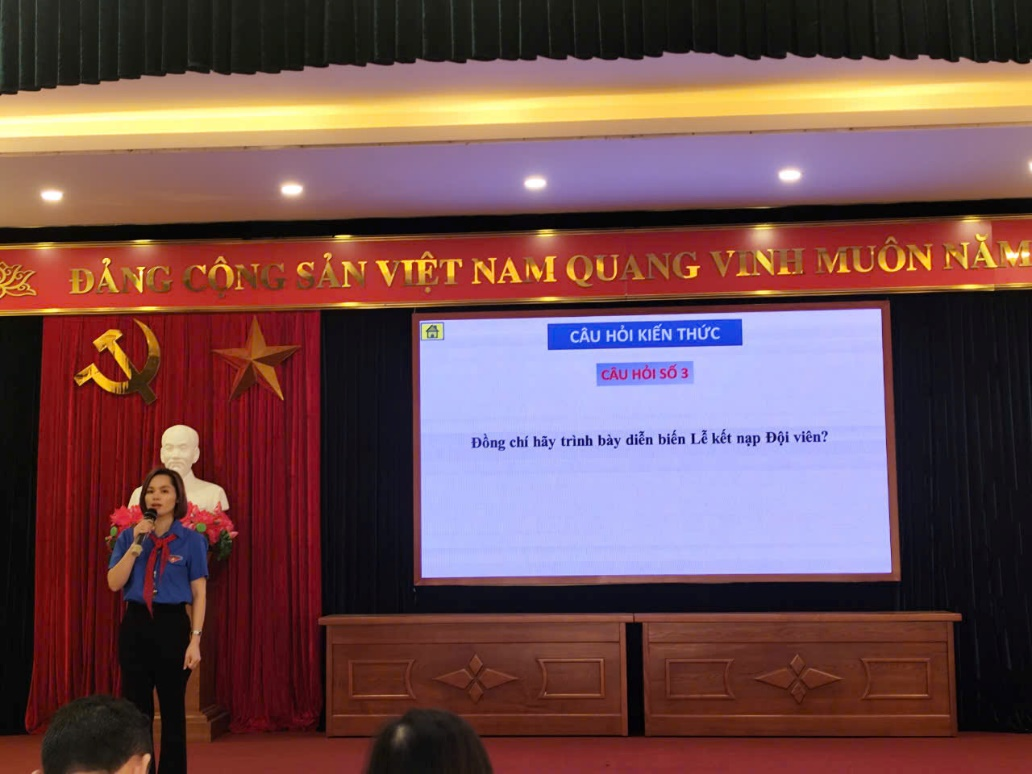 ĐẢNG CỘNG SẢN VIỆT NAM QUANG VINH MUÔN NĂM
CÂU HỎI KIẾN THỨC
CÂU HỎI SỐ 3
Đồng chí hãy trình bày diễn biến Lễ kết nạp Đội viên?